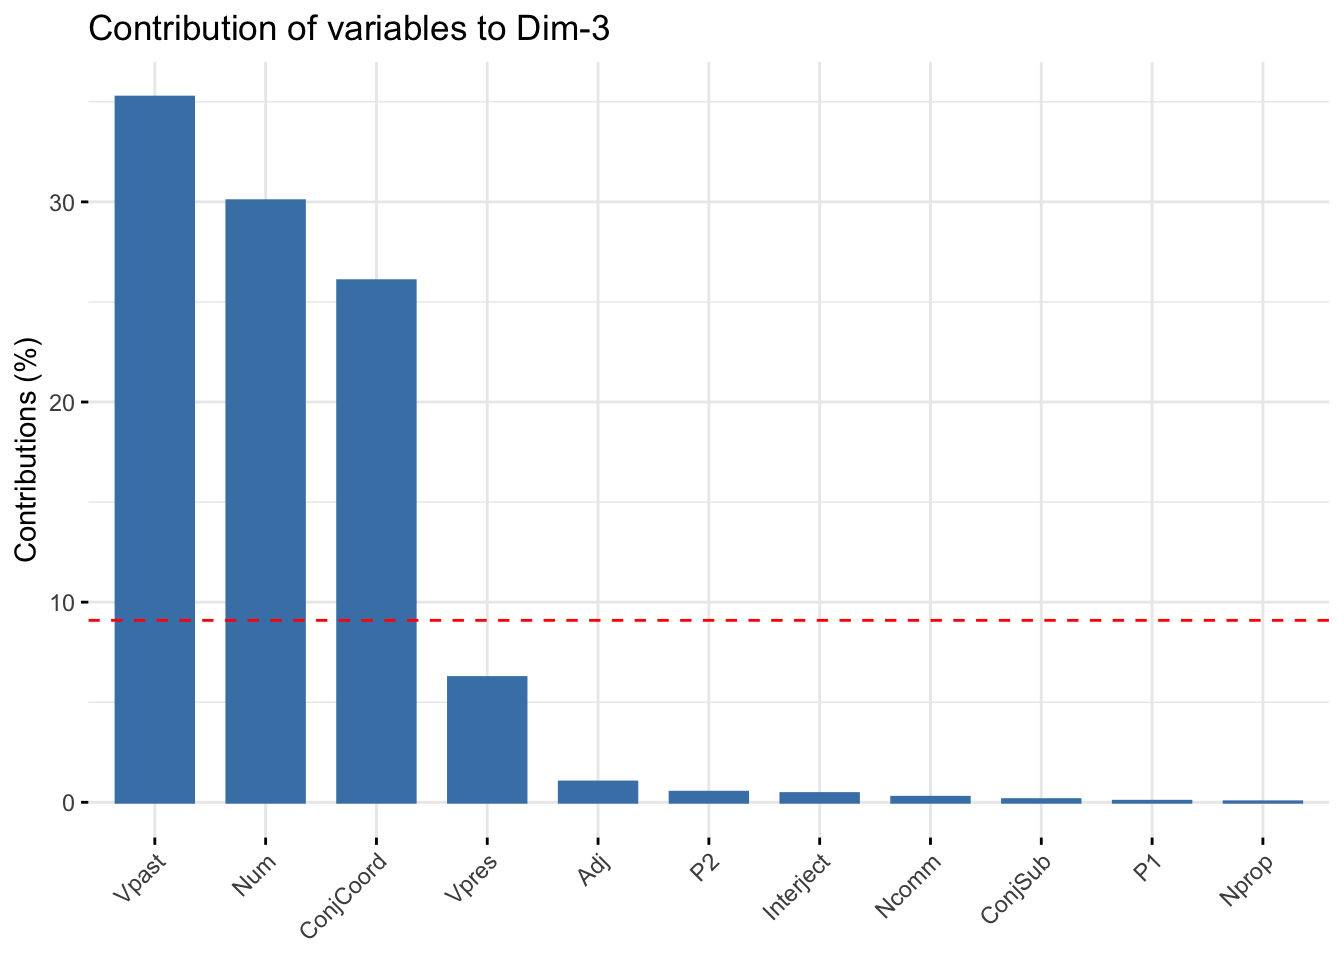 Contribution of variables to Dim-3
Contributions (%)
30
20
10
0
Vpast
Num
ConjCoord
Vpres
Adj
P2
Interject
Ncomm
ConjSub
P1
Nprop